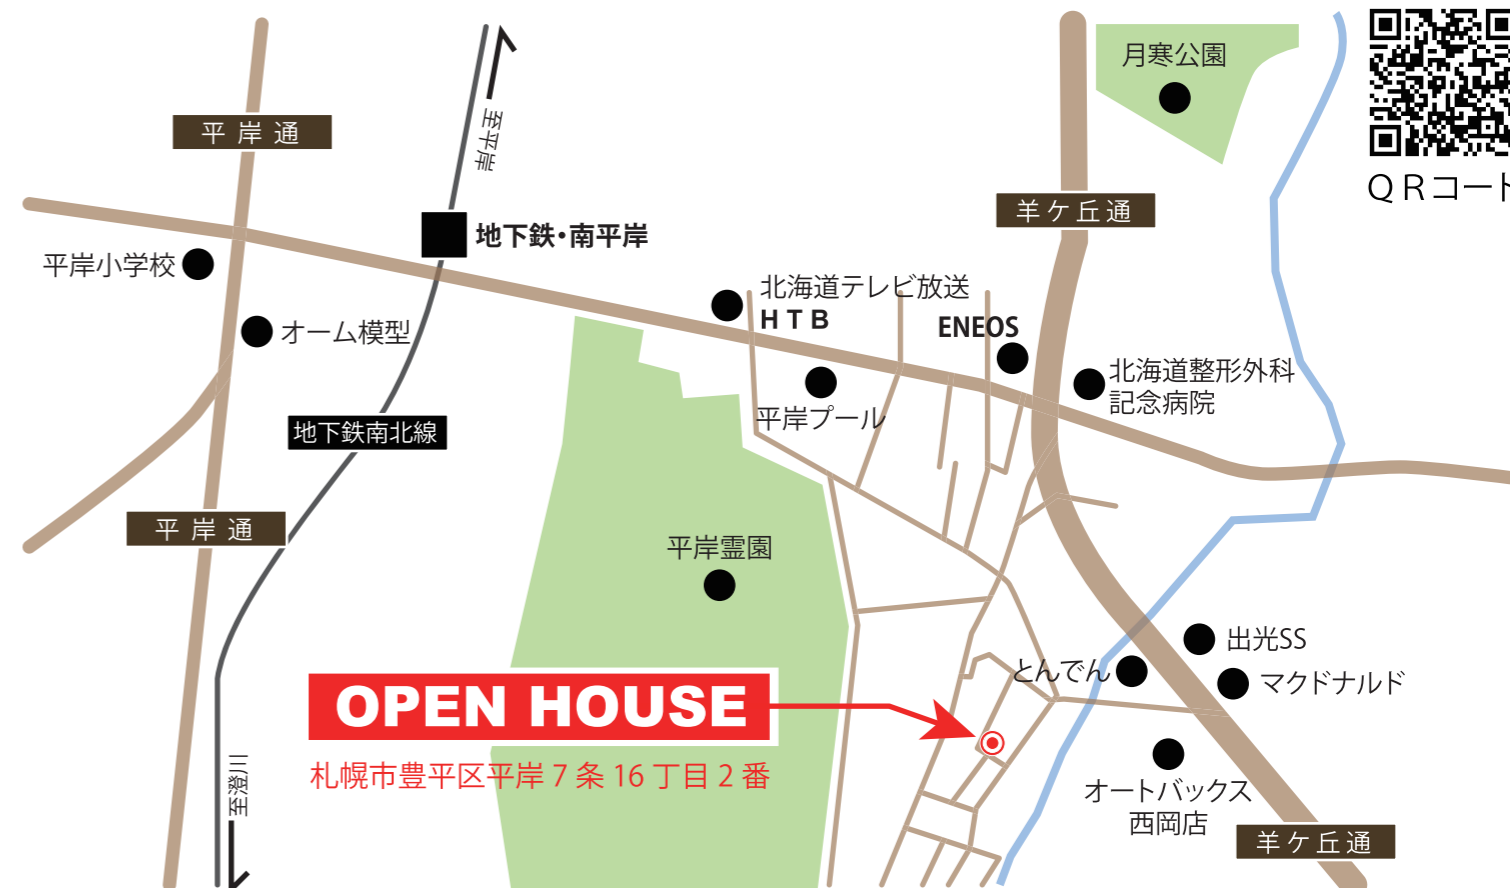 月寒公園
平岸通
至平岸
QRコード
羊ケ丘通
地下鉄・南平岸
平岸小学校
北海道テレビ放送
HTB
ENEOS
オーム模型
北海道整形外科
記念病院
平岸プール
地下鉄南北線
平岸通
平岸霊園
出光SS
とんでん
マクドナルド
OPEN HOUSE
札幌市豊平区平岸7条16丁目2番
至澄川
オートバックス
西岡店
羊ケ丘通